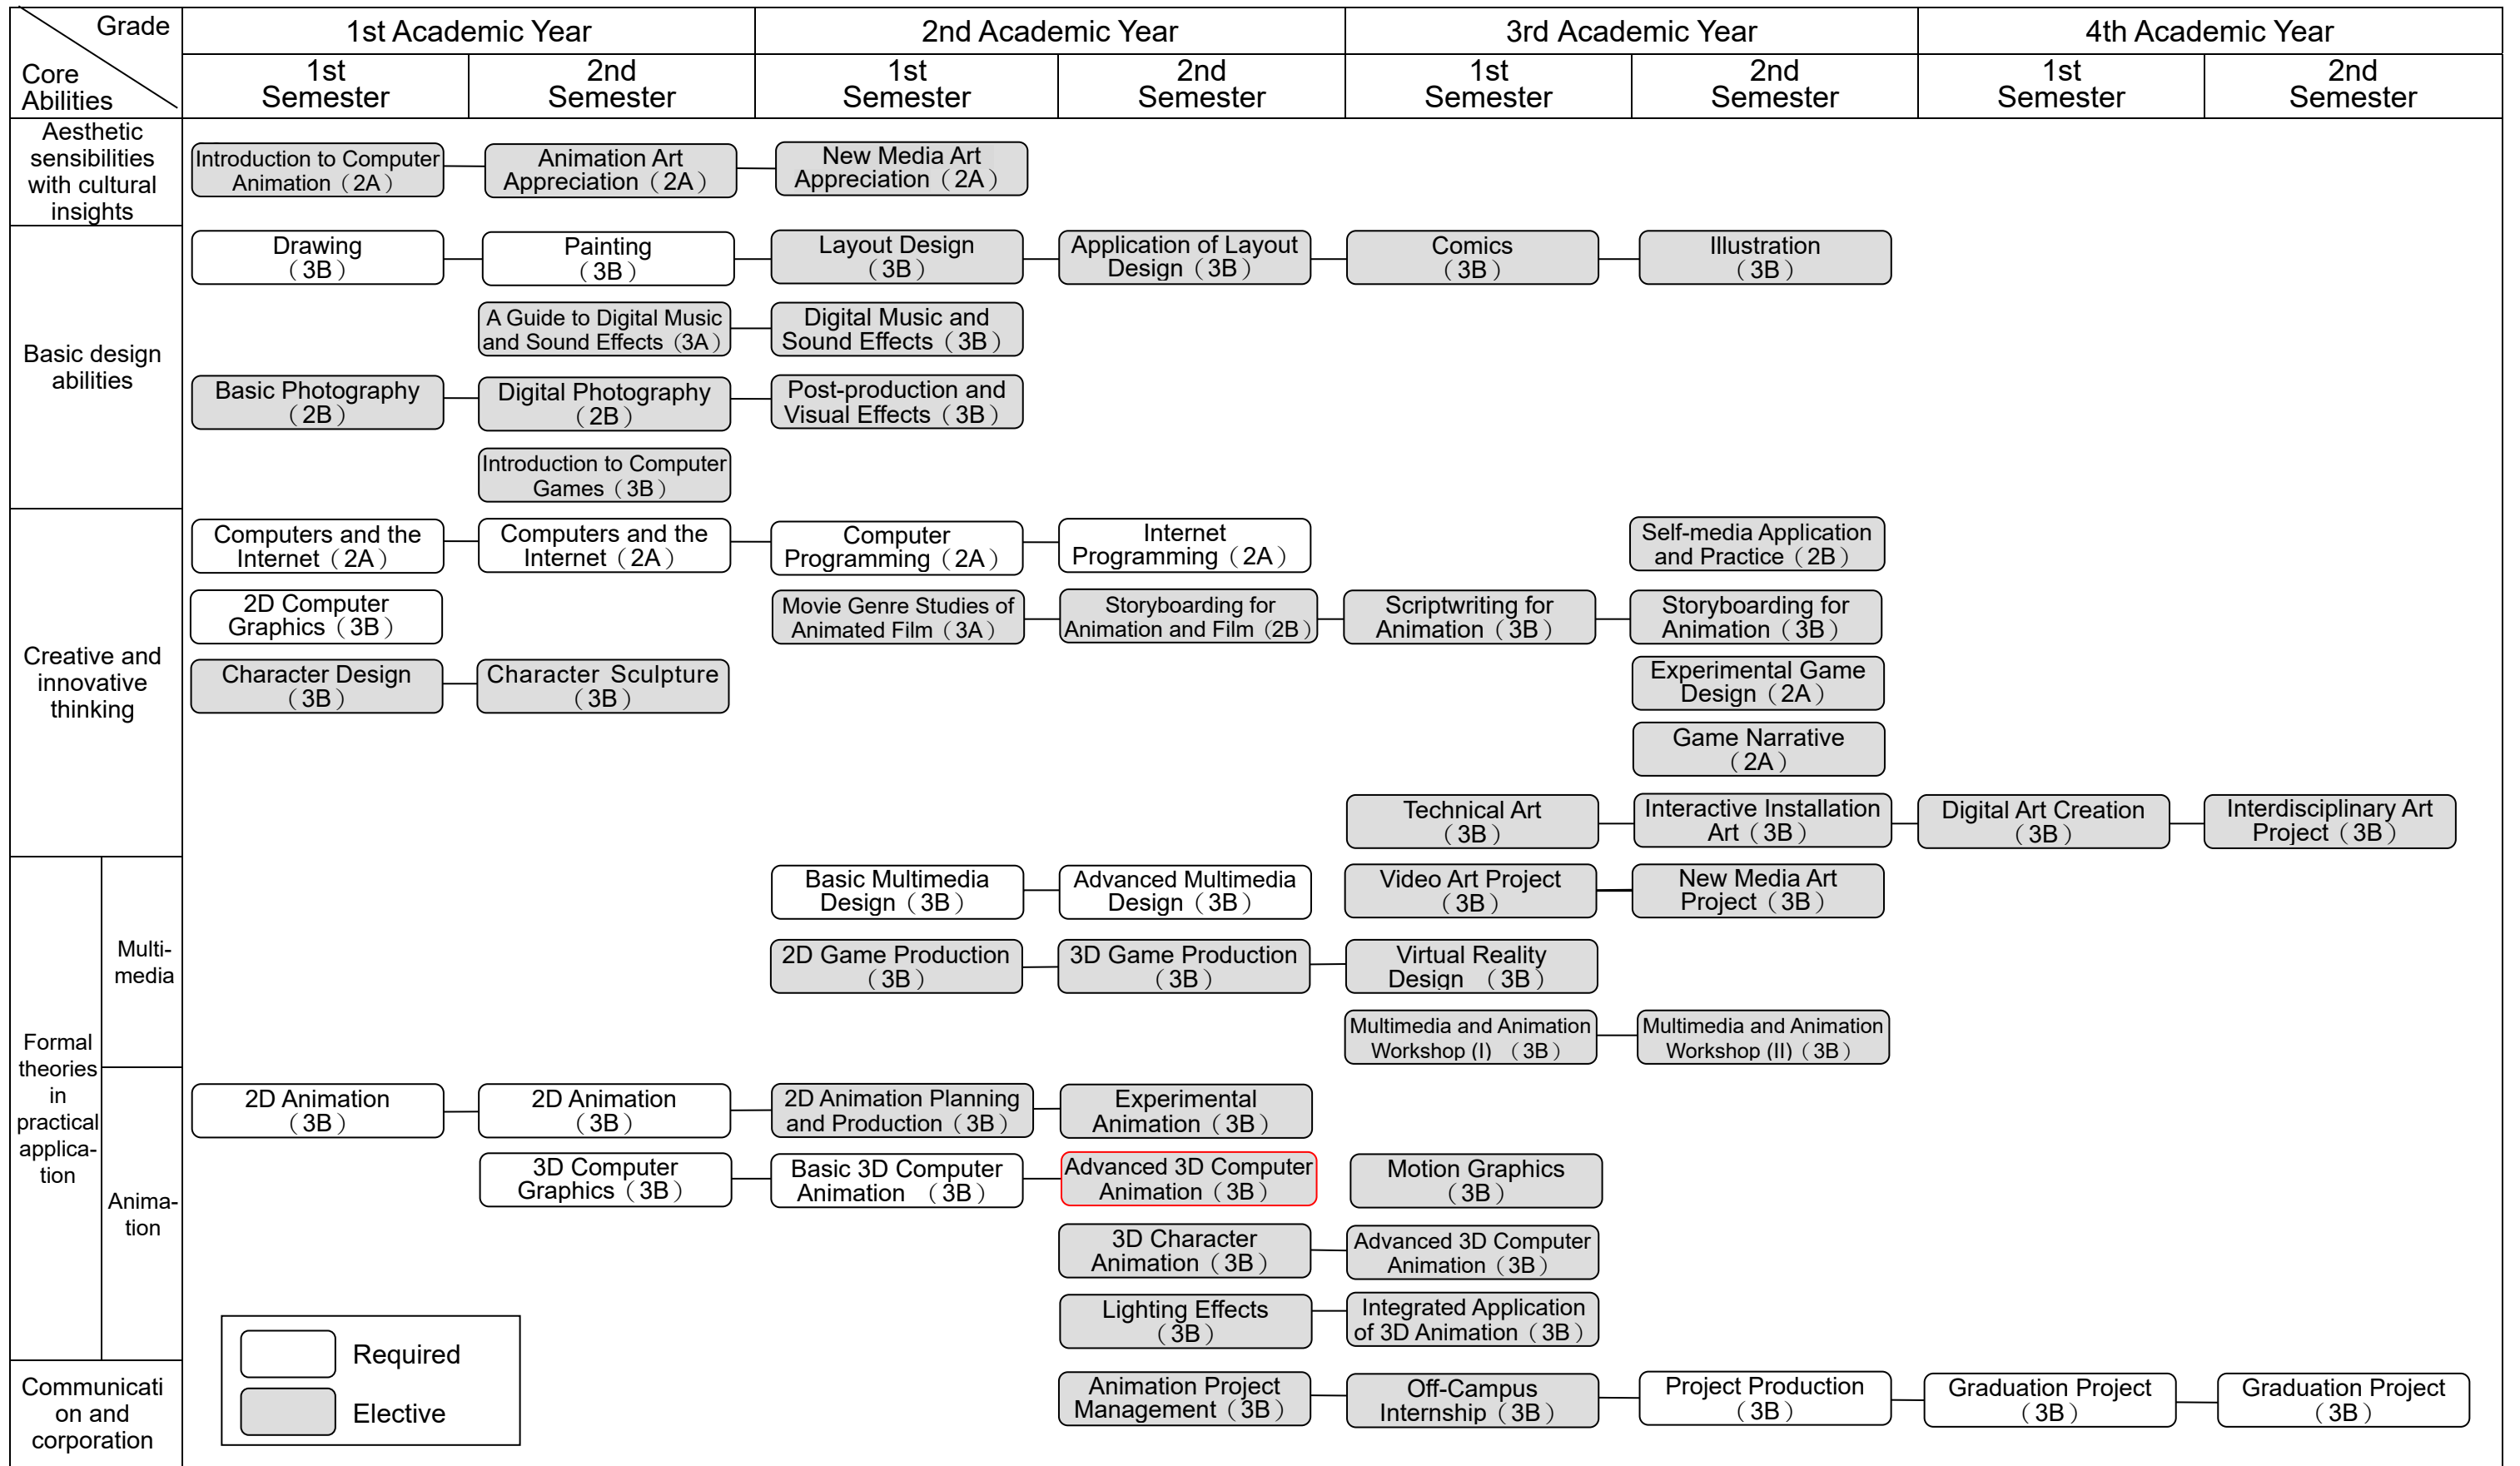 Grade
Core
Abilities
1st Academic Year
2nd Academic Year
3rd Academic Year
4th Academic Year
1st
Semester
2nd
Semester
1st
Semester
2nd
Semester
1st
Semester
2nd
Semester
1st
Semester
2nd
Semester
Aesthetic
sensibilities
with cultural
insights
Introduction to Computer
Animation（2A）
Animation Art
Appreciation（2A）
New Media Art
Appreciation（2A）
Basic design
abilities
Drawing
（3B）
Painting
（3B）
Layout Design
（3B）
Application of Layout
Design（3B）
Comics
（3B）
Illustration
（3B）
A Guide to Digital Music
and Sound Effects（3A）
Digital Music and
Sound Effects（3B）
Basic Photography
（2B）
Digital Photography
（2B）
Post-production and
Visual Effects（3B）
Introduction to Computer
Games（3B）
Creative and
innovative
thinking
Computers and the
Internet（2A）
Computers and the
Internet（2A）
Computer
Programming（2A）
Internet
Programming（2A）
Self-media Application
and Practice（2B）
2D Computer
Graphics（3B）
Movie Genre Studies of
Animated Film（3A）
Storyboarding for
Animation and Film（2B）
Scriptwriting for
Animation（3B）
Storyboarding for
Animation（3B）
Character Design
（3B）
Character Sculpture
（3B）
Experimental Game
Design（2A）
Game Narrative
（2A）
Technical Art
（3B）
Interactive Installation
Art（3B）
Digital Art Creation
（3B）
Interdisciplinary Art
Project（3B）
Formal
theories
in
practical
applica-
tion
Multi-
media
Basic Multimedia
Design（3B）
Advanced Multimedia
Design（3B）
Video Art Project
（3B）
New Media Art
Project（3B）
2D Game Production
（3B）
3D Game Production
（3B）
Virtual Reality
Design （3B）
Multimedia and Animation
Workshop (I) （3B）
Multimedia and Animation
Workshop (II)（3B）
Anima-
tion
2D Animation
（3B）
2D Animation
（3B）
2D Animation Planning
and Production（3B）
Experimental
Animation（3B）
3D Computer
Graphics（3B）
Basic 3D Computer
Animation （3B）
Advanced 3D Computer
Animation（3B）
Motion Graphics
（3B）
3D Character
Animation（3B）
Advanced 3D Computer
Animation（3B）
Lighting Effects
（3B）
Integrated Application
of 3D Animation（3B）
Required
Elective
Communicati
on and
corporation
Animation Project
Management（3B）
Off-Campus
Internship（3B）
Project Production
（3B）
Graduation Project
（3B）
Graduation Project
（3B）